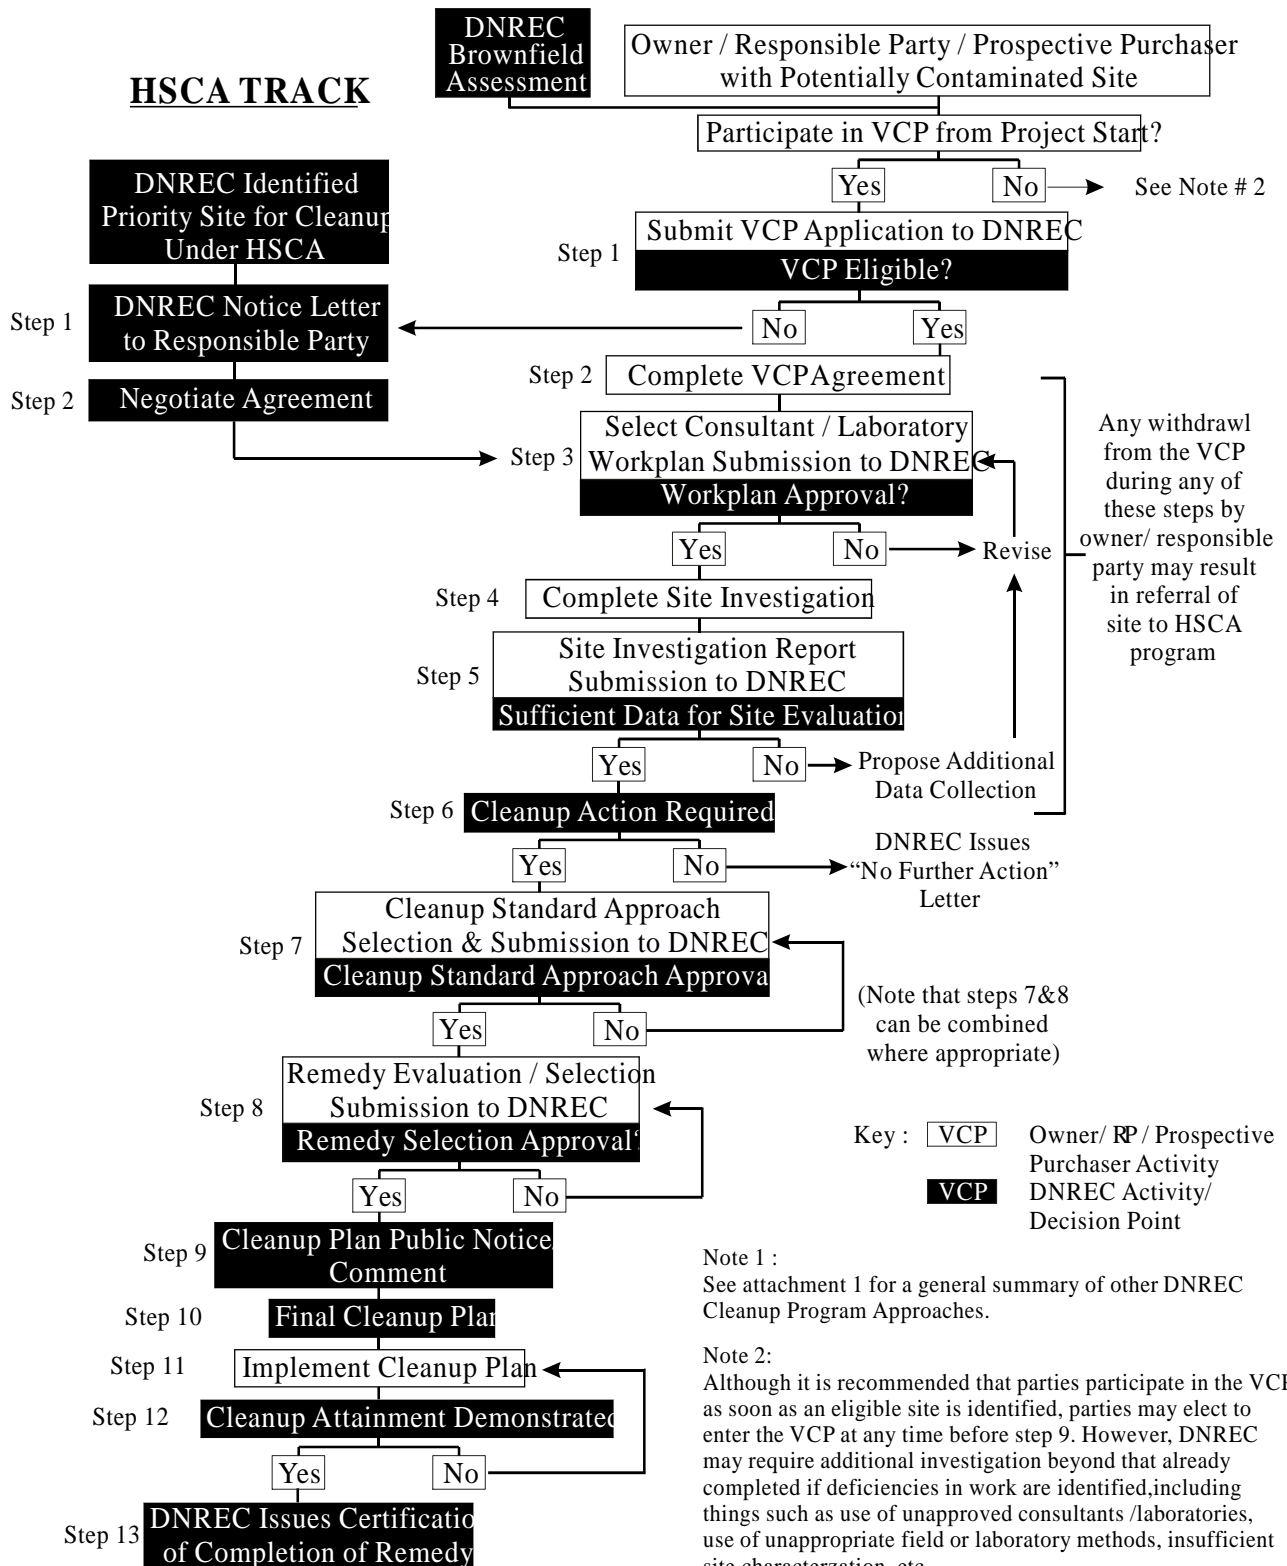 DNREC
Brownfield
Assessment
Owner / Responsible Party / Prospective Purchaser
with Potentially Contaminated Site
HSCA TRACK
Participate in VCP from Project Start?
Yes
No
See Note # 2
DNREC Identified
Priority Site for Cleanup
Under HSCA
Step 1
Submit VCP Application to DNREC
VCP Eligible?
Step 1
DNREC Notice Letter
to Responsible Party
No
Yes
Step 2
Negotiate Agreement
Step 2
Complete VCP Agreement
Step 3
Select Consultant / Laboratory
Workplan Submission to DNREC
Workplan Approval?
Any withdrawl
from the VCP
during any of
these steps by
owner/ responsible
party may result
in referral of
site to HSCA
program
Yes
No
Revise
Step 4
Complete Site Investigation
Step 5
Site Investigation Report
Submission to DNREC
Sufficient Data for Site Evaluation
Yes
No
Propose Additional
Data Collection
Step 6
Cleanup Action Required
Yes
No
DNREC Issues
“No Further Action”
Letter
Step 7
Cleanup Standard Approach
Selection & Submission to DNREC
Cleanup Standard Approach Approva
Yes
No
(Note that steps 7&8
can be combined
where appropriate)
Step 8
Remedy Evaluation / Selection
Submission to DNREC
Remedy Selection Approval?
Yes
No
Key :
VCP
Owner/ RP / Prospective
Purchaser Activity
VCP
DNREC Activity/
Decision Point
Step 9
Cleanup Plan Public Notice/
Comment
Step 10
Final Cleanup Plan
Step 11
Implement Cleanup Plan
Step 12
Cleanup Attainment Demonstrated
Yes
No
Step 13
DNREC Issues Certificatio
of Completion of Remedy
Note 1 :
See attachment 1 for a general summary of other DNREC
Cleanup Program Approaches.
Note 2:
Although it is recommended that parties participate in the VCP
as soon as an eligible site is identified, parties may elect to
enter the VCP at any time before step 9. However, DNREC
may require additional investigation beyond that already
completed if deficiencies in work are identified,including
things such as use of unapproved consultants /laboratories,
use of unappropriate field or laboratory methods, insufficient
site characterzation, etc.